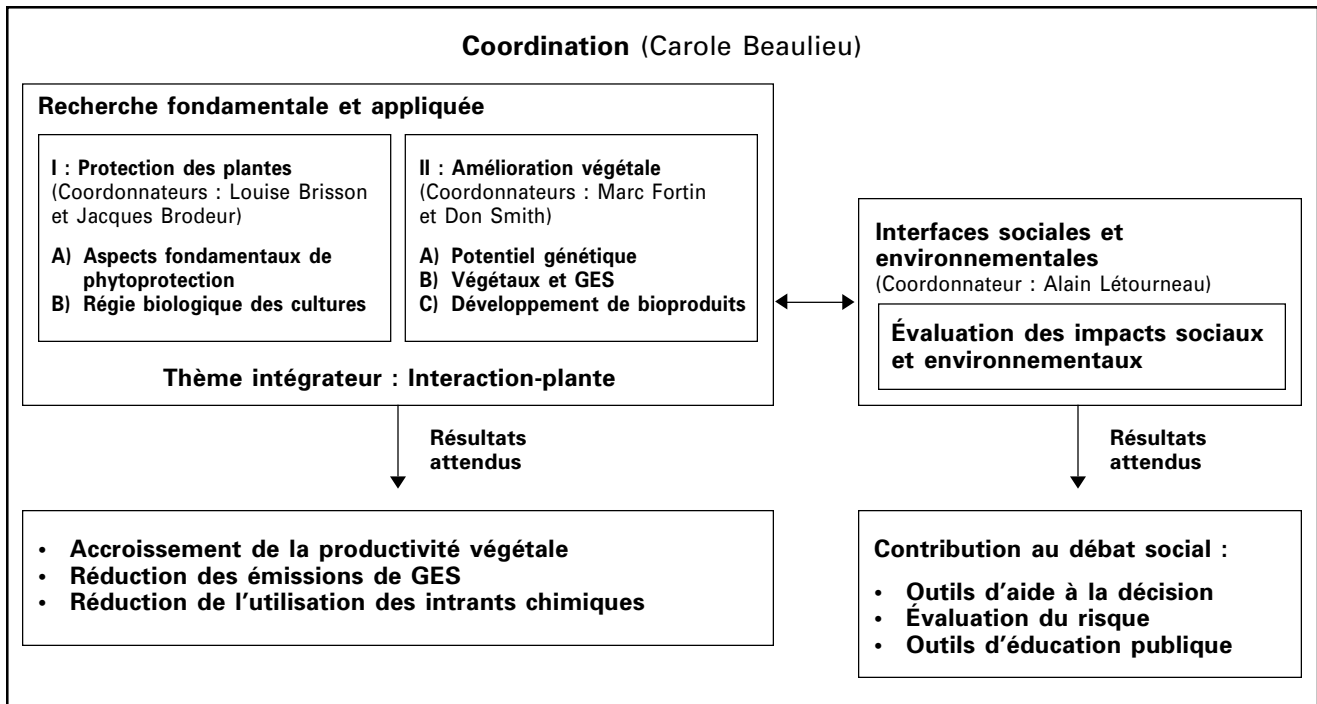 Coordination (Carole Beaulieu)
Recherche fondamentale et appliquée
I : Protection des plantes
(Coordonnateurs : Louise Brisson
et Jacques Brodeur)
A) Aspects fondamentaux de
phytoprotection
B) Régie biologique des cultures
II : Amélioration végétale
(Coordonnateurs : Marc Fortin
et Don Smith)
A) Potentiel génétique
B) Végétaux et GES
C) Développement de bioproduits
Thème intégrateur : Interaction-plante
Interfaces sociales et
environnementales
(Coordonnateur : Alain Létourneau)
Évaluation des impacts sociaux
et environnementaux
Résultats
attendus
Résultats
attendus
• Accroissement de la productivité végétale
• Réduction des émissions de GES
• Réduction de l'utilisation des intrants chimiques
Contribution au débat social :
• Outils d'aide à la décision
• Évaluation du risque
• Outils d'éducation publique